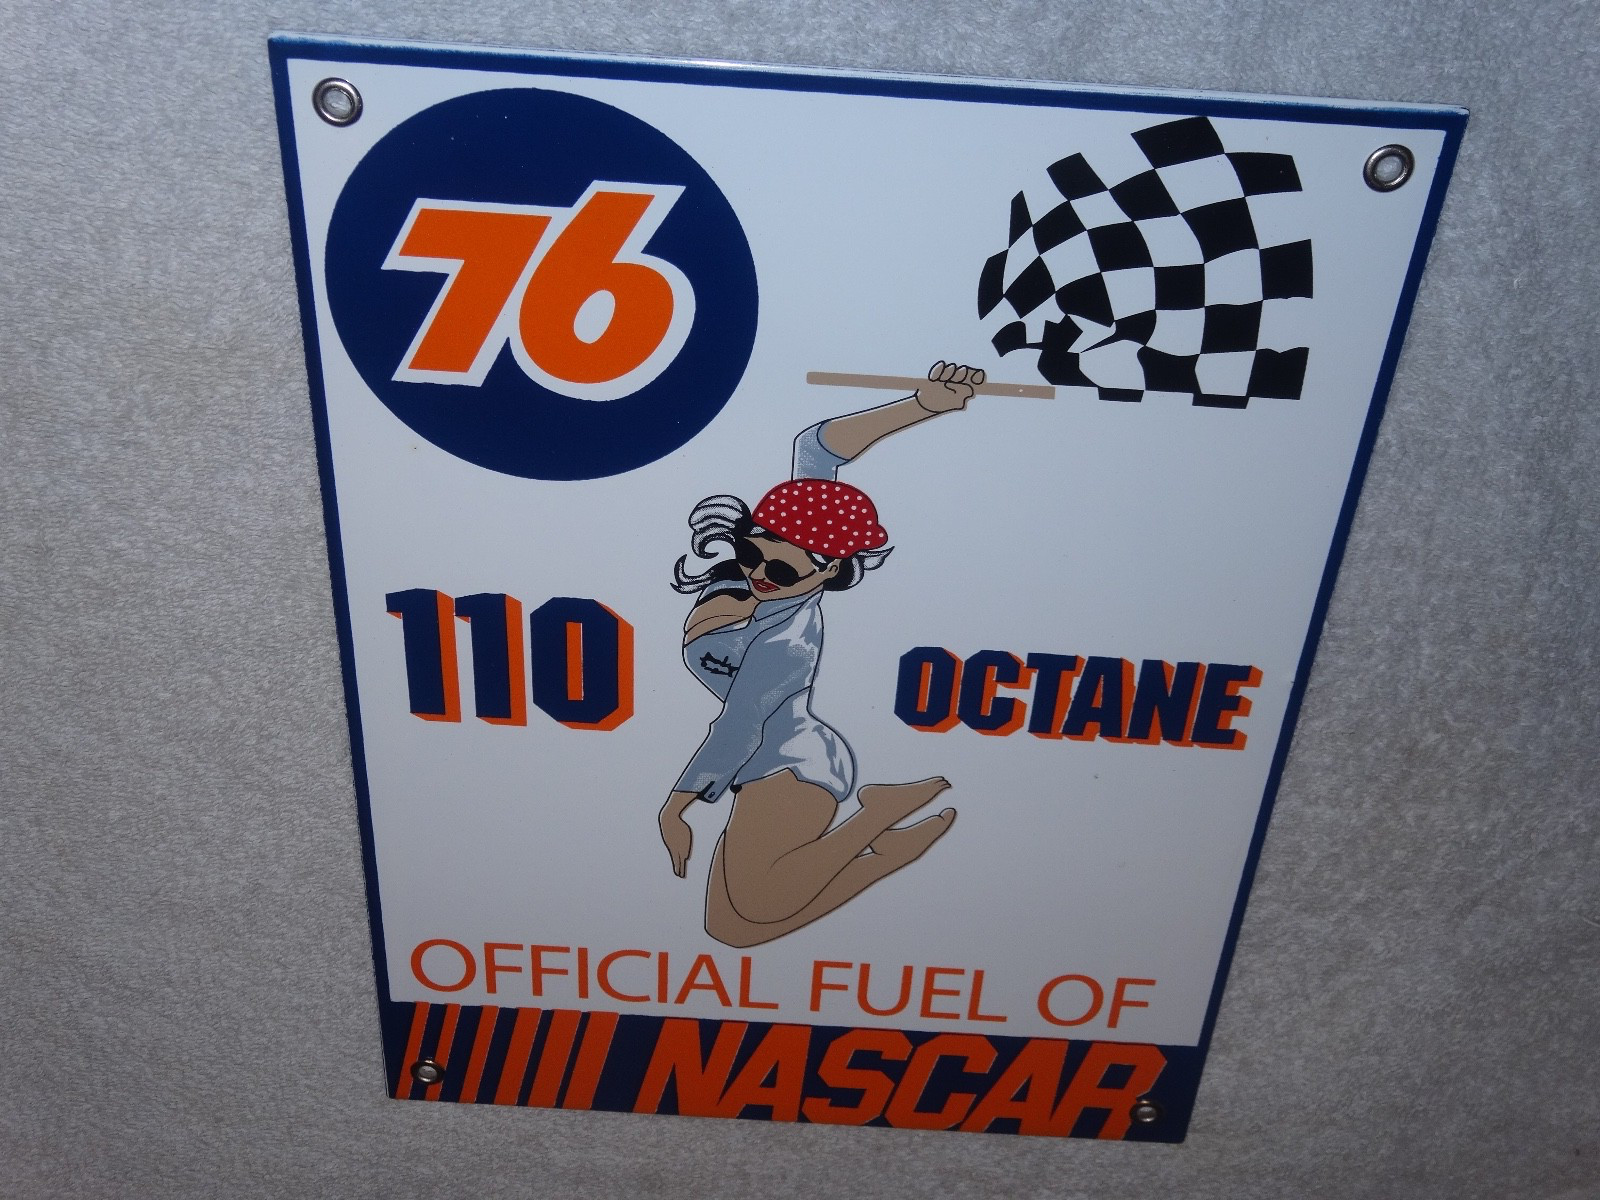 76
110 OCTANE
OFFICIAL FUEL OF
NASCAR